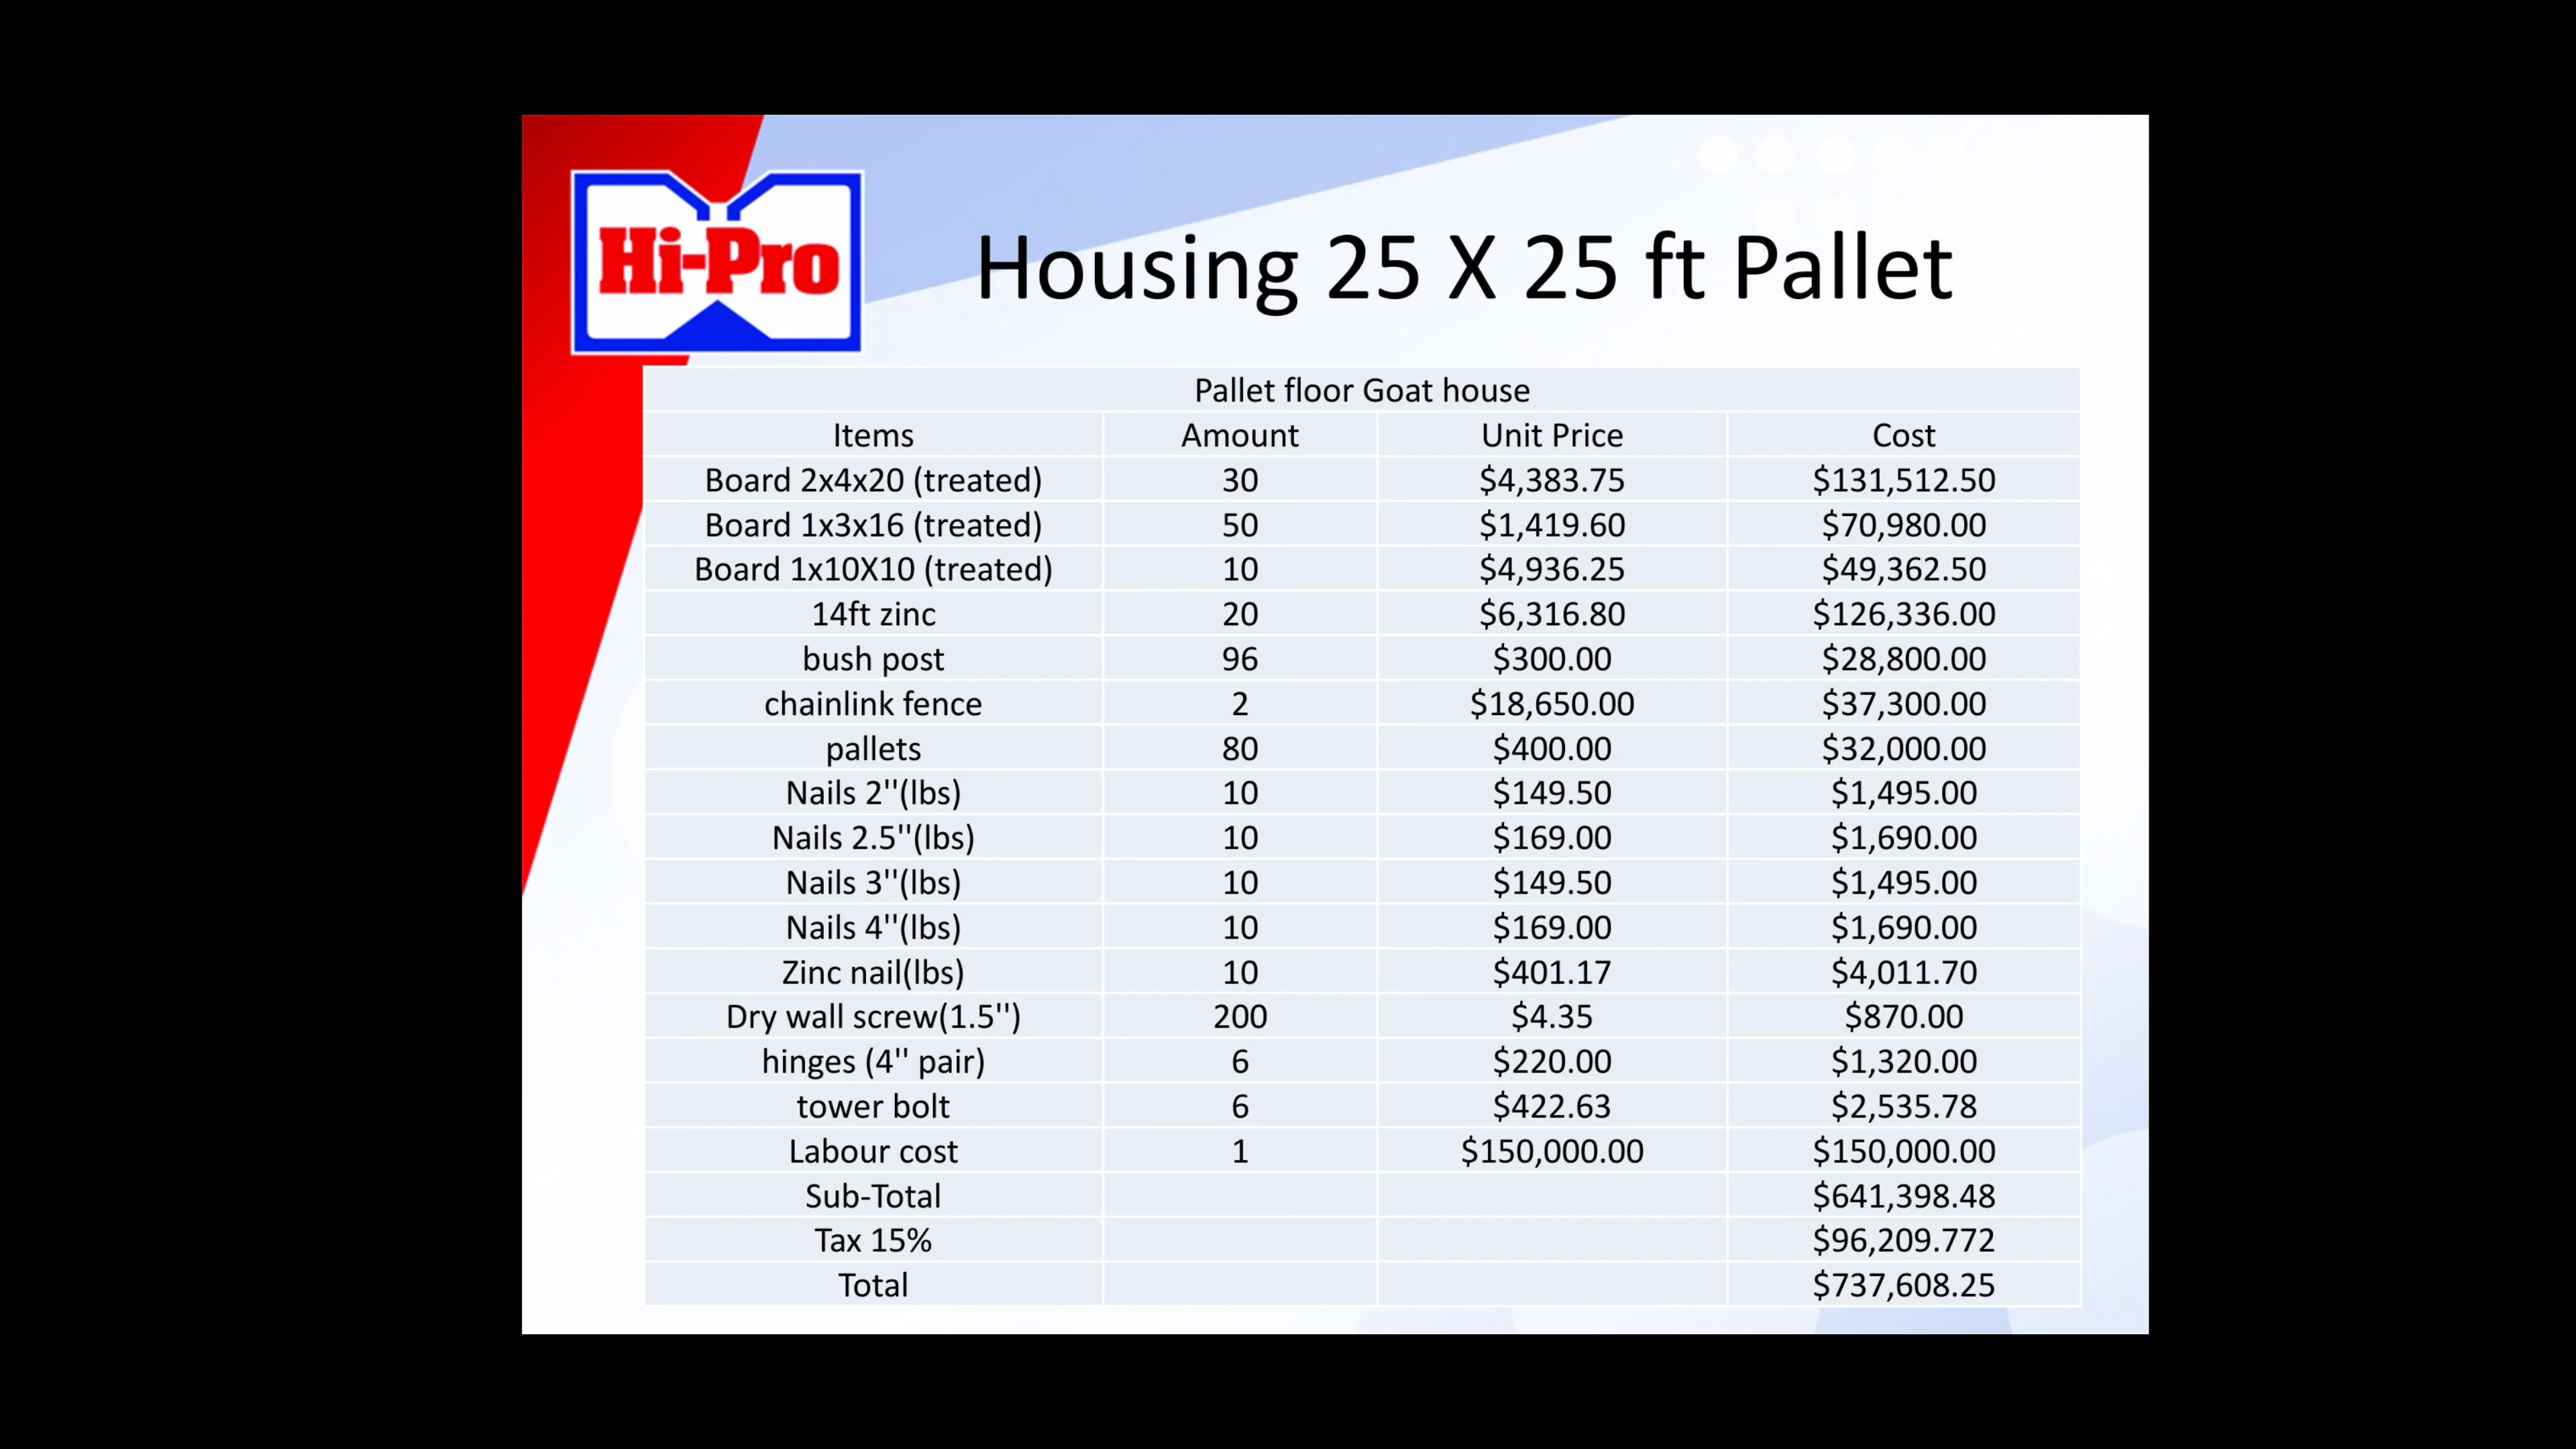 Hi-Pro
Housing 25 X 25 ft Pallet
Pallet floor Goat house
Items Amount Unit Price Cost
Board 2x4x20 (treated) 30 $4,383.75 $131,512.50
Board 1x3x16 (treated) 50 $1,419.60 $70,980.00
Board 1x10X10 (treated) 10 $4,936.25 $49,362.50
14ft zinc 20 $6,316.80 $126,336.00
bush post 96 $300.00 $28,800.00
chainlink fence 2 $18,650.00 $37,300.00
pallets 80 $400.00 $32,000.00
Nails 2''(lbs) 10 $149.50 $1,495.00
Nails 2.5''(lbs) 10 $169.00 $1,690.00
Nails 3''(lbs) 10 $149.50 $1,495.00
Nails 4''(lbs) 10 $169.00 $1,690.00
Zinc nail(lbs) 10 $401.17 $4,011.70
Dry wall screw(1.5'') 200 $4.35 $870.00
hinges (4'' pair) 6 $220.00 $1,320.00
tower bolt 6 $422.63 $2,535.78
Labour cost 1 $150,000.00 $150,000.00
Sub-Total $641,398.48
Tax 15% $96,209.772
Total $737,608.25